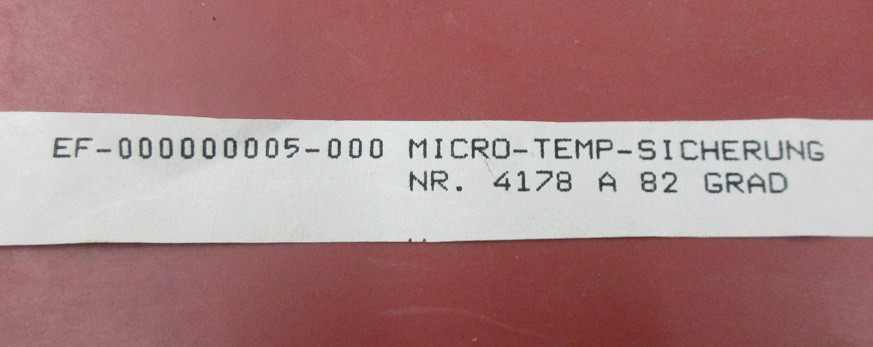 EF-000000005-000 MICRO-TEMP-SICHERUNG
NR. 4178 A 82 GRAD